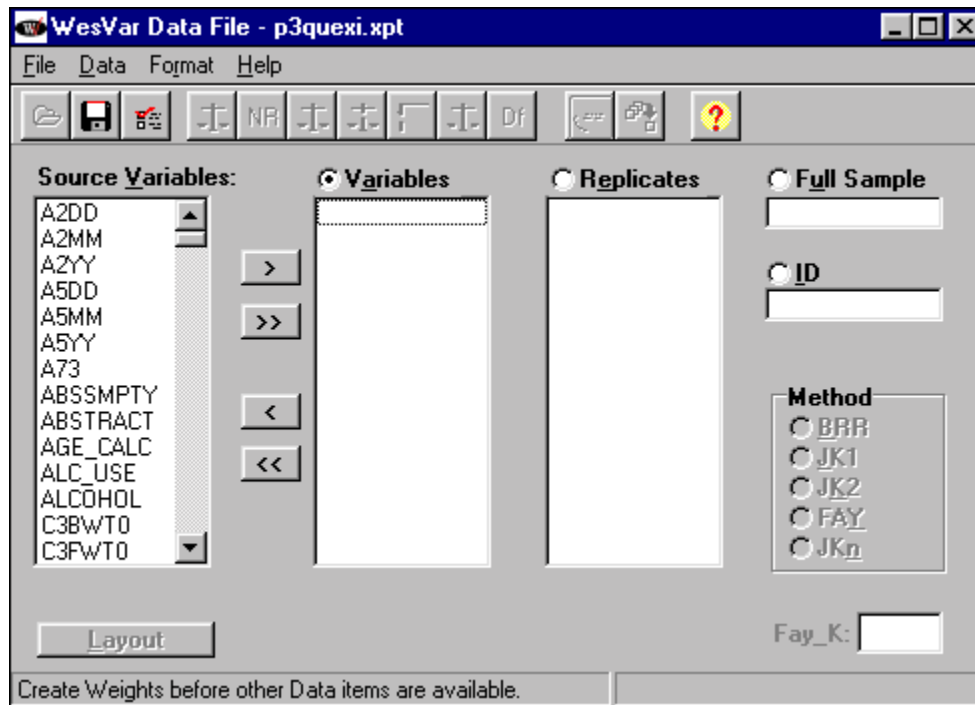 WesVar Data File - p3quexi.xpt
File Data Format Help
NR Df ?
Source Variables:
A2DD
A2MM
A2YY
A5DD
A5MM
A5YY
A73
ABSSMPTY
ABSTRACT
AGE_CALC
ALC_USE
ALCOHOL
C3BWT0
C3FWT0
>
>>
<
<<
Variables
Replicates
Full Sample
ID
Method
BRR
JK1
JK2
FAY
JKn
Layout
Fay_K:
Create Weights before other Data items are available.